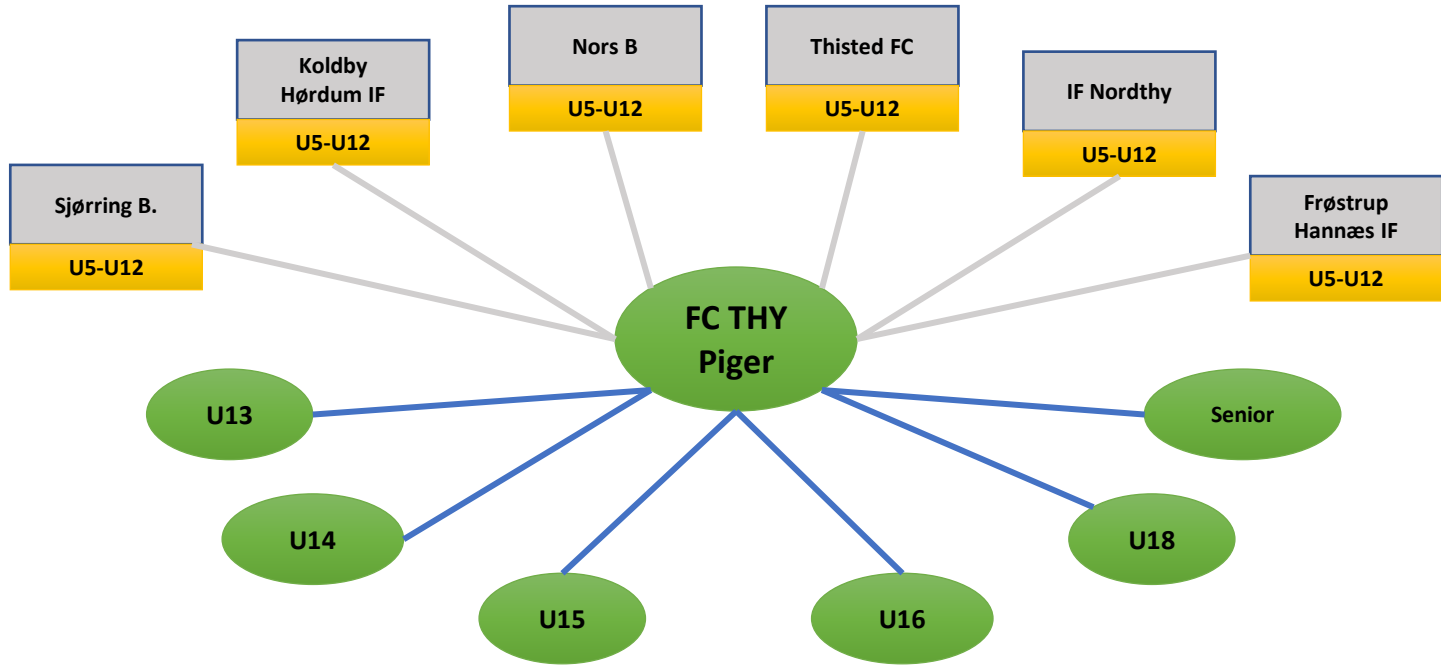 Sjørring B.
U5-U12
Koldby
Hørdum IF
U5-U12
Nors B
U5-U12
Thisted FC
U5-U12
IF Nordthy
U5-U12
Frøstrup
Hannæs IF
U5-U12
FC THY
Piger
U13
U14
U15
U16
U18
Senior